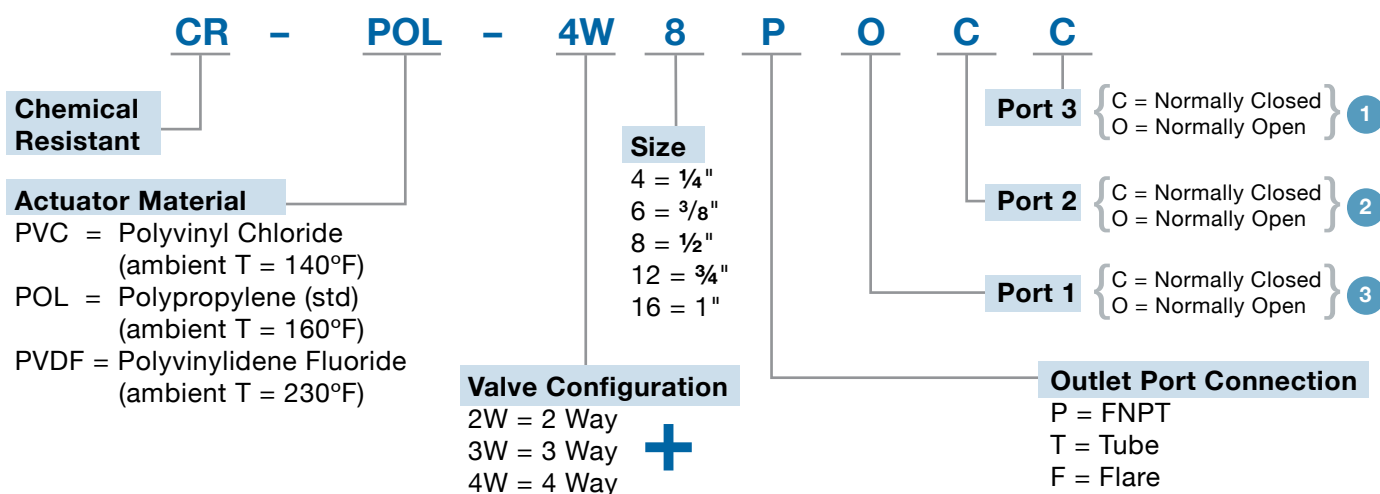 CR – POL – 4W 8 P O C C
Chemical
Resistant
Actuator Material
PVC = Polyvinyl Chloride
(ambient T = 140ºF)
POL = Polypropylene (std)
(ambient T = 160ºF)
PVDF = Polyvinylidene Fluoride
(ambient T = 230ºF)
Valve Configuration
2W = 2 Way
3W = 3 Way
4W = 4 Way
+
Size
4 = ¼"
6 = ³/₈"
8 = ½"
12 = ¾"
16 = 1"
Port 3 { C = Normally Closed } 1
O = Normally Open
Port 2 { C = Normally Closed } 2
O = Normally Open
Port 1 { C = Normally Closed } 3
O = Normally Open
Outlet Port Connection
P = FNPT
T = Tube
F = Flare